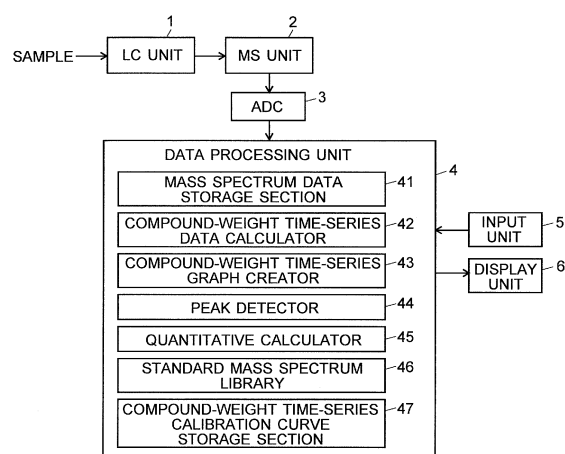 1
2
SAMPLE
LC UNIT
MS UNIT
ADC
3
DATA PROCESSING UNIT
4
MASS SPECTRUM DATA
STORAGE SECTION
41
COMPOUND-WEIGHT TIME-SERIES
DATA CALCULATOR
42
COMPOUND-WEIGHT TIME-SERIES
GRAPH CREATOR
43
PEAK DETECTOR
44
QUANTITATIVE CALCULATOR
45
STANDARD MASS SPECTRUM
LIBRARY
46
COMPOUND-WEIGHT TIME-SERIES
CALIBRATION CURVE
STORAGE SECTION
47
INPUT
UNIT
5
DISPLAY
UNIT
6